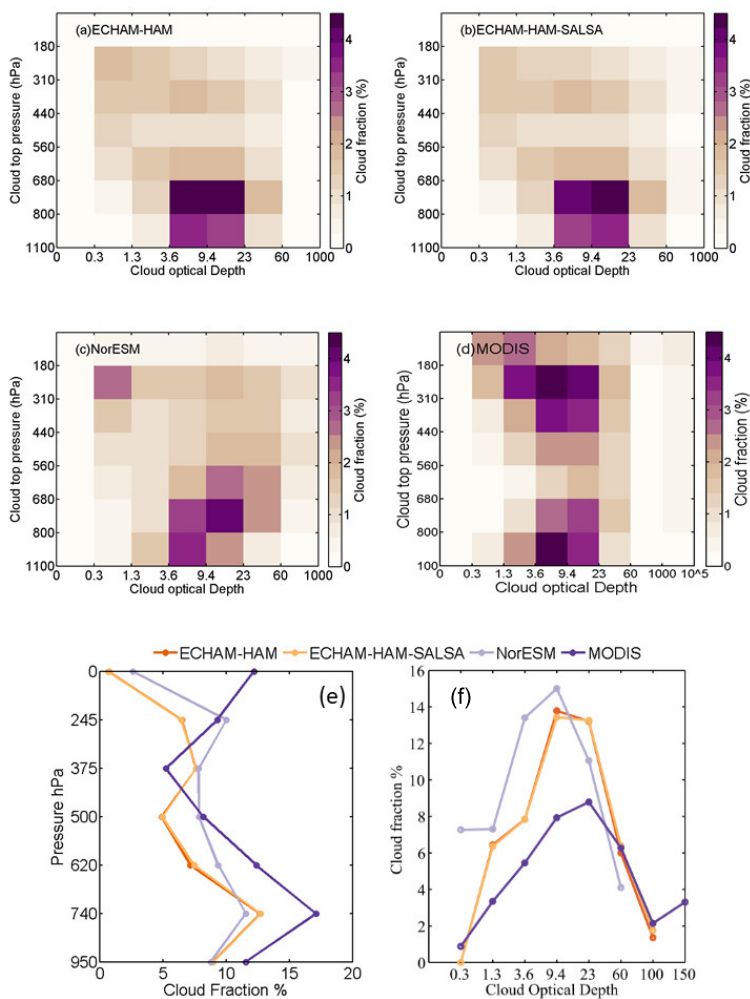 (a)ECHAM-HAM
Cloud top pressure (hPa)
180
310
440
560
680
800
1100
0 0.3 1.3 3.6 9.4 23 60 1000
Cloud optical Depth
4
3
2
1
0
Cloud fraction (%)
(b)ECHAM-HAM-SALSA
Cloud top pressure (hPa)
180
310
440
560
680
800
1100
0 0.3 1.3 3.6 9.4 23 60 1000
Cloud optical Depth
4
3
2
1
0
Cloud fraction (%)
(c)NorESM
Cloud top pressure (hPa)
180
310
440
560
680
800
1100
0 0.3 1.3 3.6 9.4 23 60 1000
Cloud optical Depth
4
3
2
1
0
Cloud fraction (%)
(d)MODIS
Cloud top pressure (hPa)
180
310
440
560
680
800
100
0 0.3 1.3 3.6 9.4 23 60 1000 10^5
Cloud optical Depth
4
3
2
1
0
Cloud fraction (%)
ECHAM-HAM ECHAM-HAM-SALSA NorESM MODIS
(e)
Pressure hPa
0
245
375
500
620
740
950
0 5 10 15 20
Cloud Fraction %
(f)
Cloud fraction %
16
14
12
10
8
6
4
2
0
0.3 1.3 3.6 9.4 23 60 100 150
Cloud Optical Depth